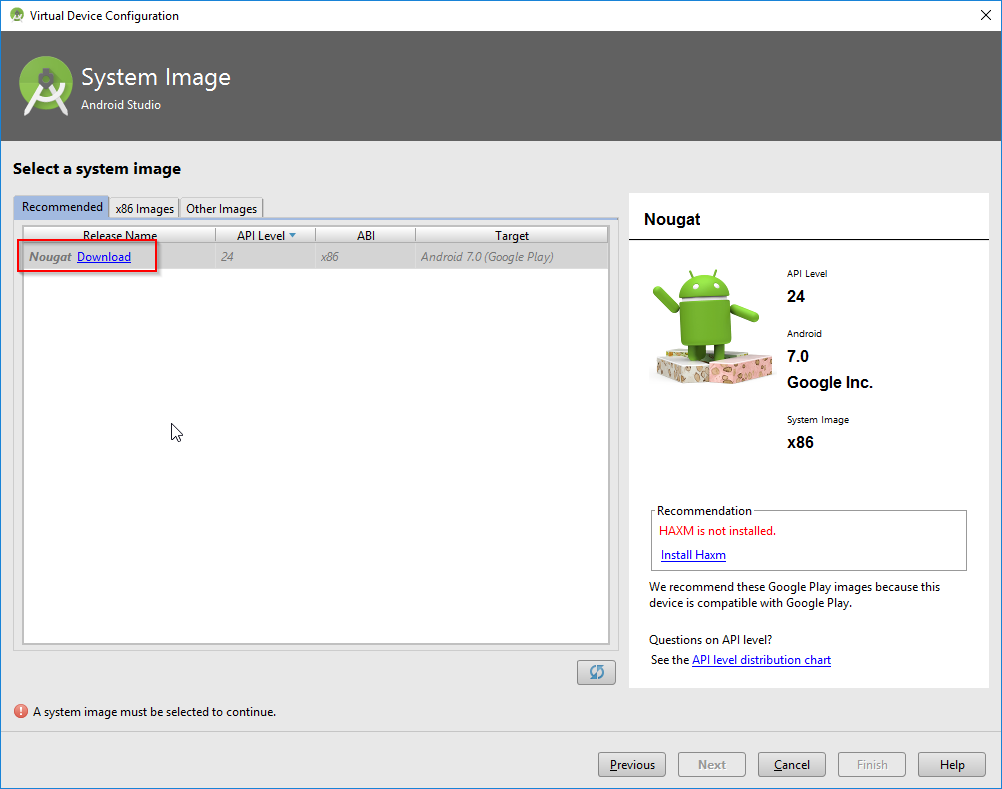 Virtual Device Configuration
System Image
Android Studio
Select a system image
Recommended x86 Images Other Images
Release Name API Level ABI Target
Nougat Download 24 x86 Android 7.0 (Google Play)
Nougat
API Level
24
Android
7.0
Google Inc.
System Image
x86
Recommendation
HAXM is not installed.
Install Haxm
We recommend these Google Play images because this
device is compatible with Google Play.
Questions on API level?
See the API level distribution chart
A system image must be selected to continue.
Previous Next Cancel Finish Help